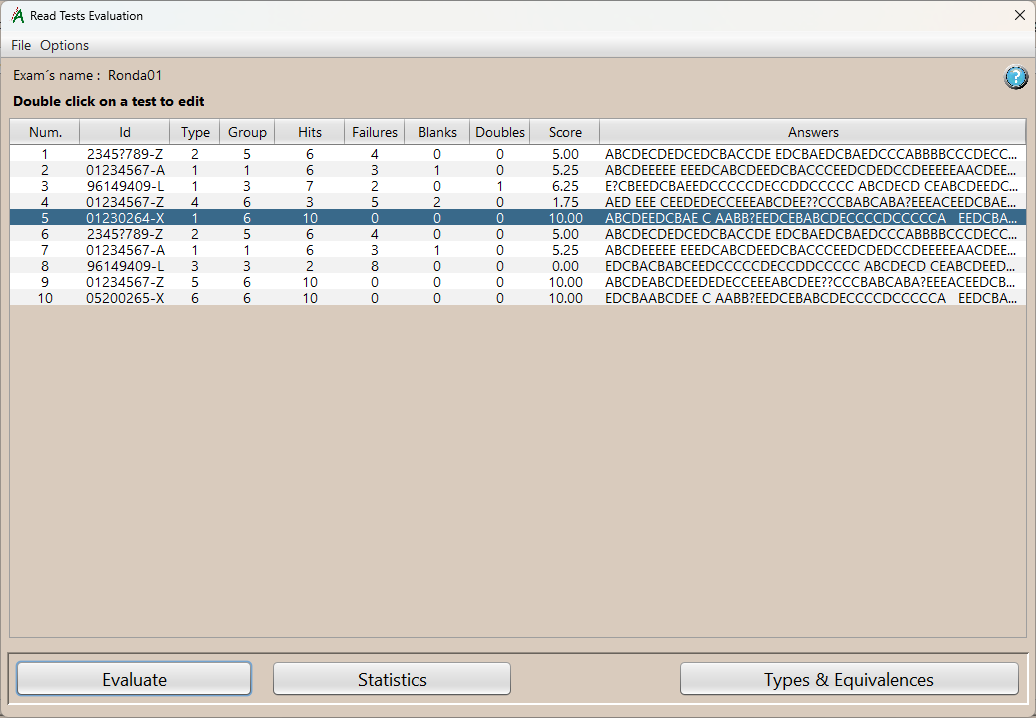 Read Tests Evaluation
File Options
Exam´s name : Ronda01
?
Double click on a test to edit
Num. Id Type Group Hits Failures Blanks Doubles Score Answers
1 2345?789-Z 2 5 6 4 0 0 5.00 ABCDECDEDCEDCBACCDE EDCBAEDCBAEDCCCABBBBCCCDECC...
2 01234567-A 1 1 6 3 1 0 5.25 ABCDEEEEE EEEDCABCDEEDCBACCCEEDCDEDCCDEEEEEAACDEE...
3 96149409-L 1 3 7 2 0 1 6.25 E?CBEEDCBAEEDCCCCCDECCDDCCCCC ABCDECD CEABCDEEDC...
4 01234567-Z 4 6 3 5 2 0 1.75 AED EEE CEEDEDECCEEEABCDEE??CCCBABCABA?EEEACEEDCBAE...
5 01230264-X 1 6 10 0 0 0 10.00 ABCDEEDCBAE C AABB?EEDCEBABCDECCCCDCCCCCA   EEDCBA...
6 2345?789-Z 2 5 6 4 0 0 5.00 ABCDECDEDCEDCBACCDE EDCBAEDCBAEDCCCABBBBCCCDECC...
7 01234567-A 1 1 6 3 1 0 5.25 ABCDEEEEE EEEDCABCDEEDCBACCCEEDCDEDCCDEEEEEAACDEE...
8 96149409-L 3 3 2 8 0 0 0.00 EDCBACBABCEEDCCCCCDECCDDCCCCC ABCDECD CEABCDEED...
9 01234567-Z 5 6 10 0 0 0 10.00 ABCDEABCDEEDEDECCEEEABCDEE??CCCBABCABA?EEEACEEDCB...
10 05200265-X 6 6 10 0 0 0 10.00 EDCBAABCDEE C AABB?EEDCEBABCDECCCCDCCCCCA   EEDCBA...
Evaluate Statistics Types & Equivalences